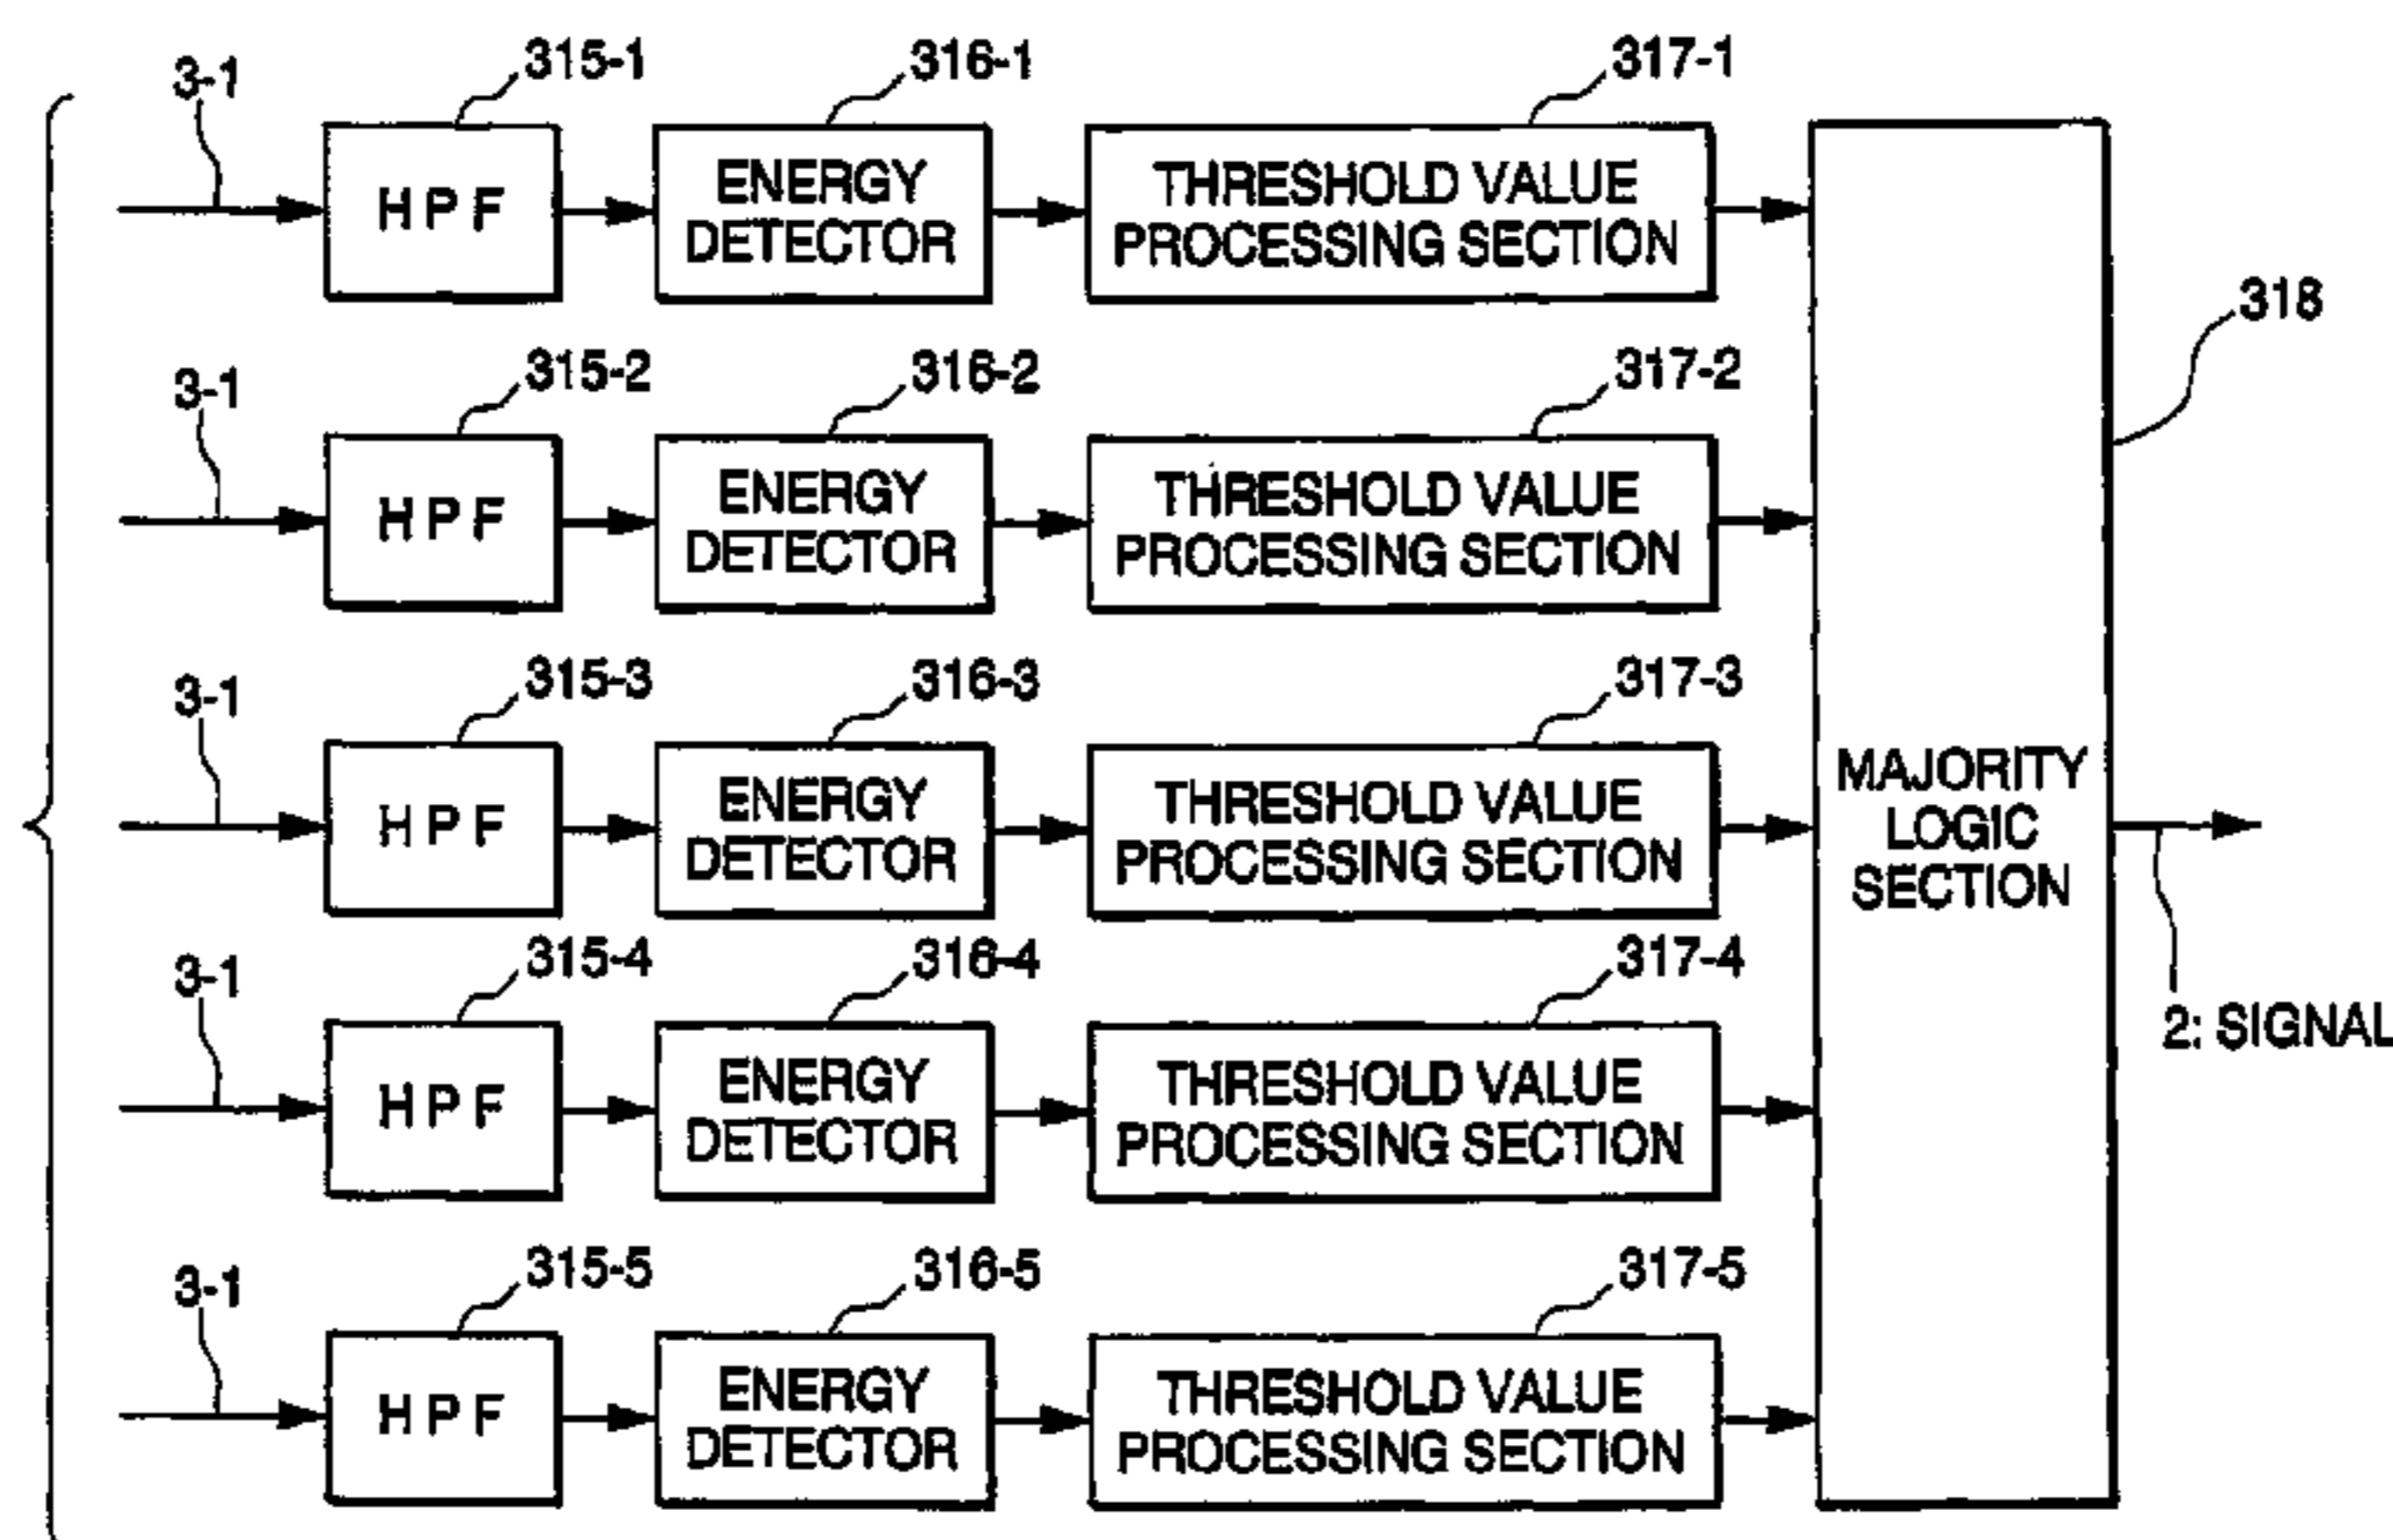 3-1
315-1
316-1
317-1
HPF
ENERGY
DETECTOR
THRESHOLD VALUE
PROCESSING SECTION
318
3-1
315-2
316-2
317-2
HPF
ENERGY
DETECTOR
THRESHOLD VALUE
PROCESSING SECTION
3-1
315-3
316-3
317-3
HPF
ENERGY
DETECTOR
THRESHOLD VALUE
PROCESSING SECTION
MAJORITY
LOGIC
SECTION
3-1
315-4
316-4
317-4
HPF
ENERGY
DETECTOR
THRESHOLD VALUE
PROCESSING SECTION
2: SIGNAL
3-1
315-5
316-5
317-5
HPF
ENERGY
DETECTOR
THRESHOLD VALUE
PROCESSING SECTION